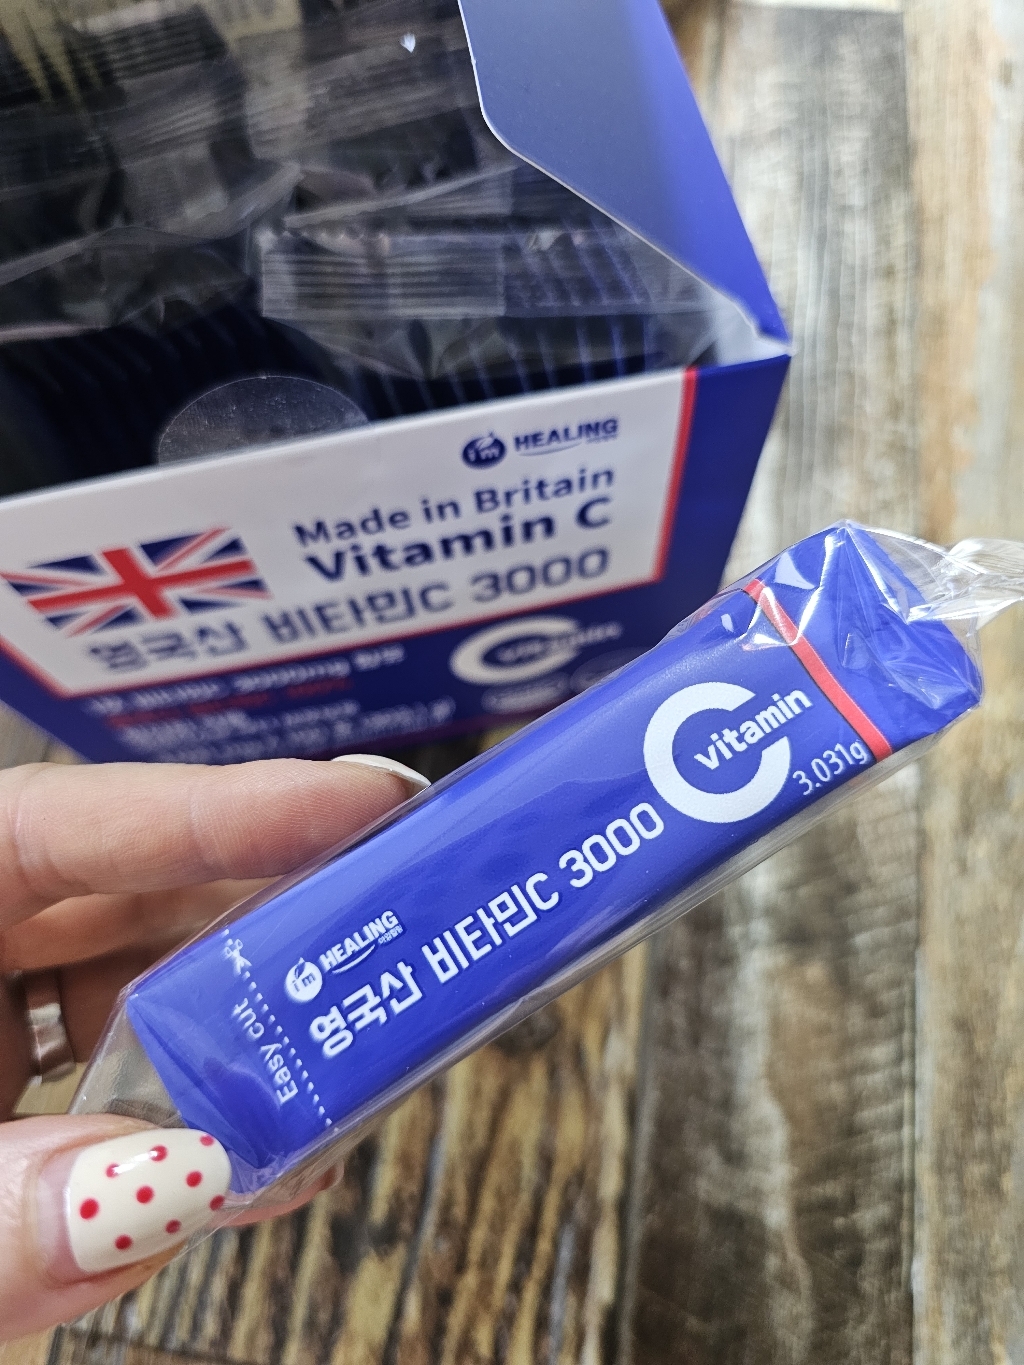 i'm HEALING
Made in Britain
Vitamin C
영국산 비타민C 3000
vitamin
C vitamin
3.031g
영국산 비타민C 3000
i'm HEALING
Easy cut